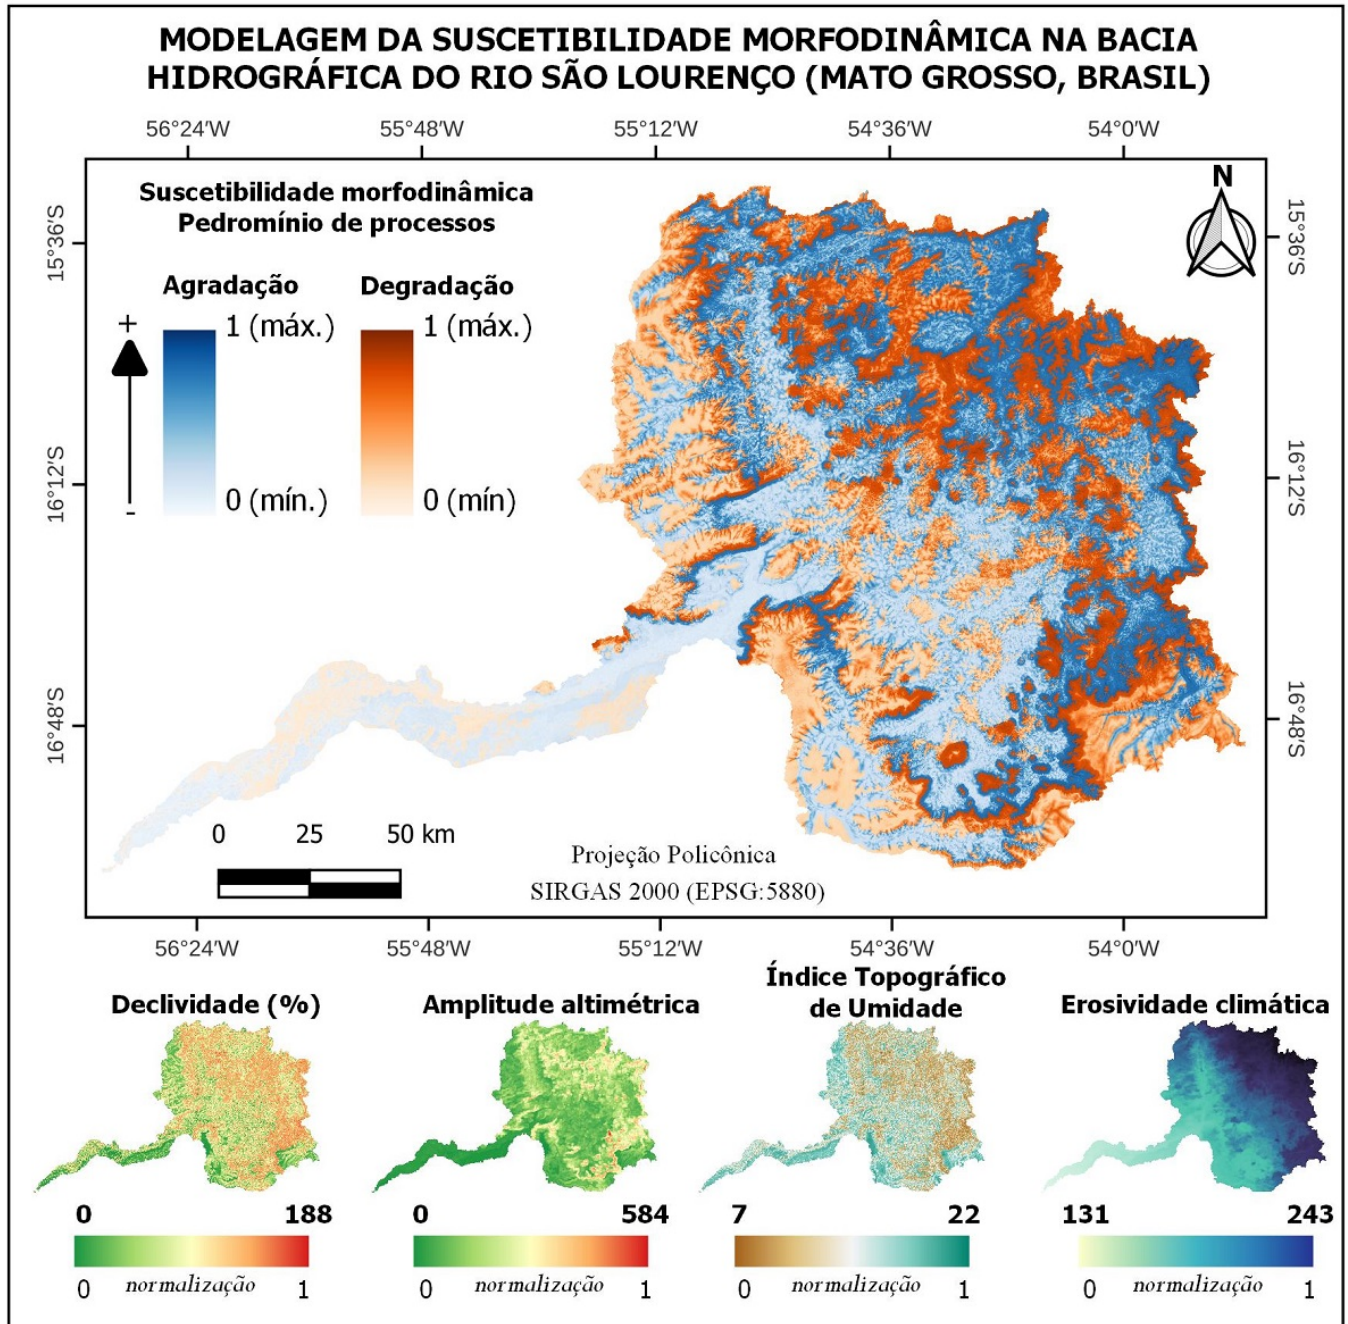 MODELAGEM DA SUSCETIBILIDADE MORFODINÂMICA NA BACIA
HIDROGRÁFICA DO RIO SÃO LOURENÇO (MATO GROSSO, BRASIL)
56°24'W 55°48'W 55°12'W 54°36'W 54°0'W
Suscetibilidade morfodinâmica
Pedromínio de processos
N
15°36'S
15°36'S
Agradação Degradação
+
1 (máx.) 1 (máx.)
16°12'S
16°12'S
0 (mín.) 0 (mín)
-
16°48'S
16°48'S
0 25 50 km
Projeção Policônica
SIRGAS 2000 (EPSG:5880)
56°24'W 55°48'W 55°12'W 54°36'W 54°0'W
Declividade (%)
0 188
0 normalização 1
Amplitude altimétrica
0 584
0 normalização 1
Índice Topográfico
de Umidade
7 22
0 normalização 1
Erosividade climática
131 243
0 normalização 1